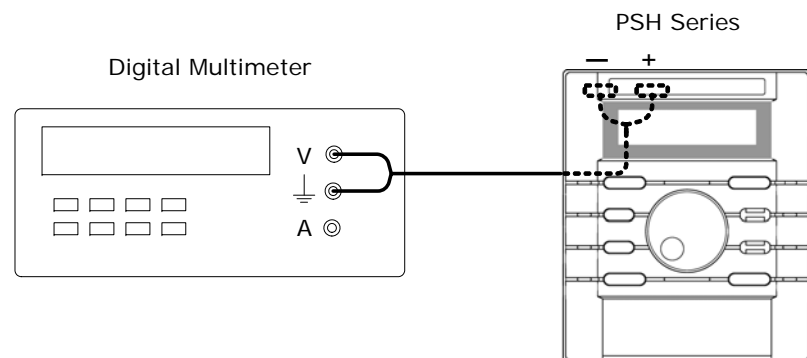 PSH Series
— +
Digital Multimeter
V
A